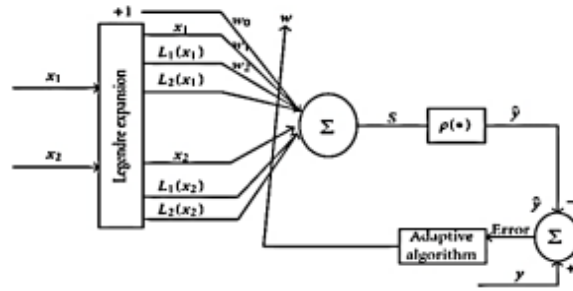 +1
w₀
x₁
w₁
L₁(x₁)
w₂
L₂(x₁)
x₁
x₂
Legendre expansion
x₂
L₁(x₂)
L₂(x₂)
w
Σ
S
ρ(•)
ŷ
ŷ
−
Σ
+
Error
Adaptive
algorithm
y